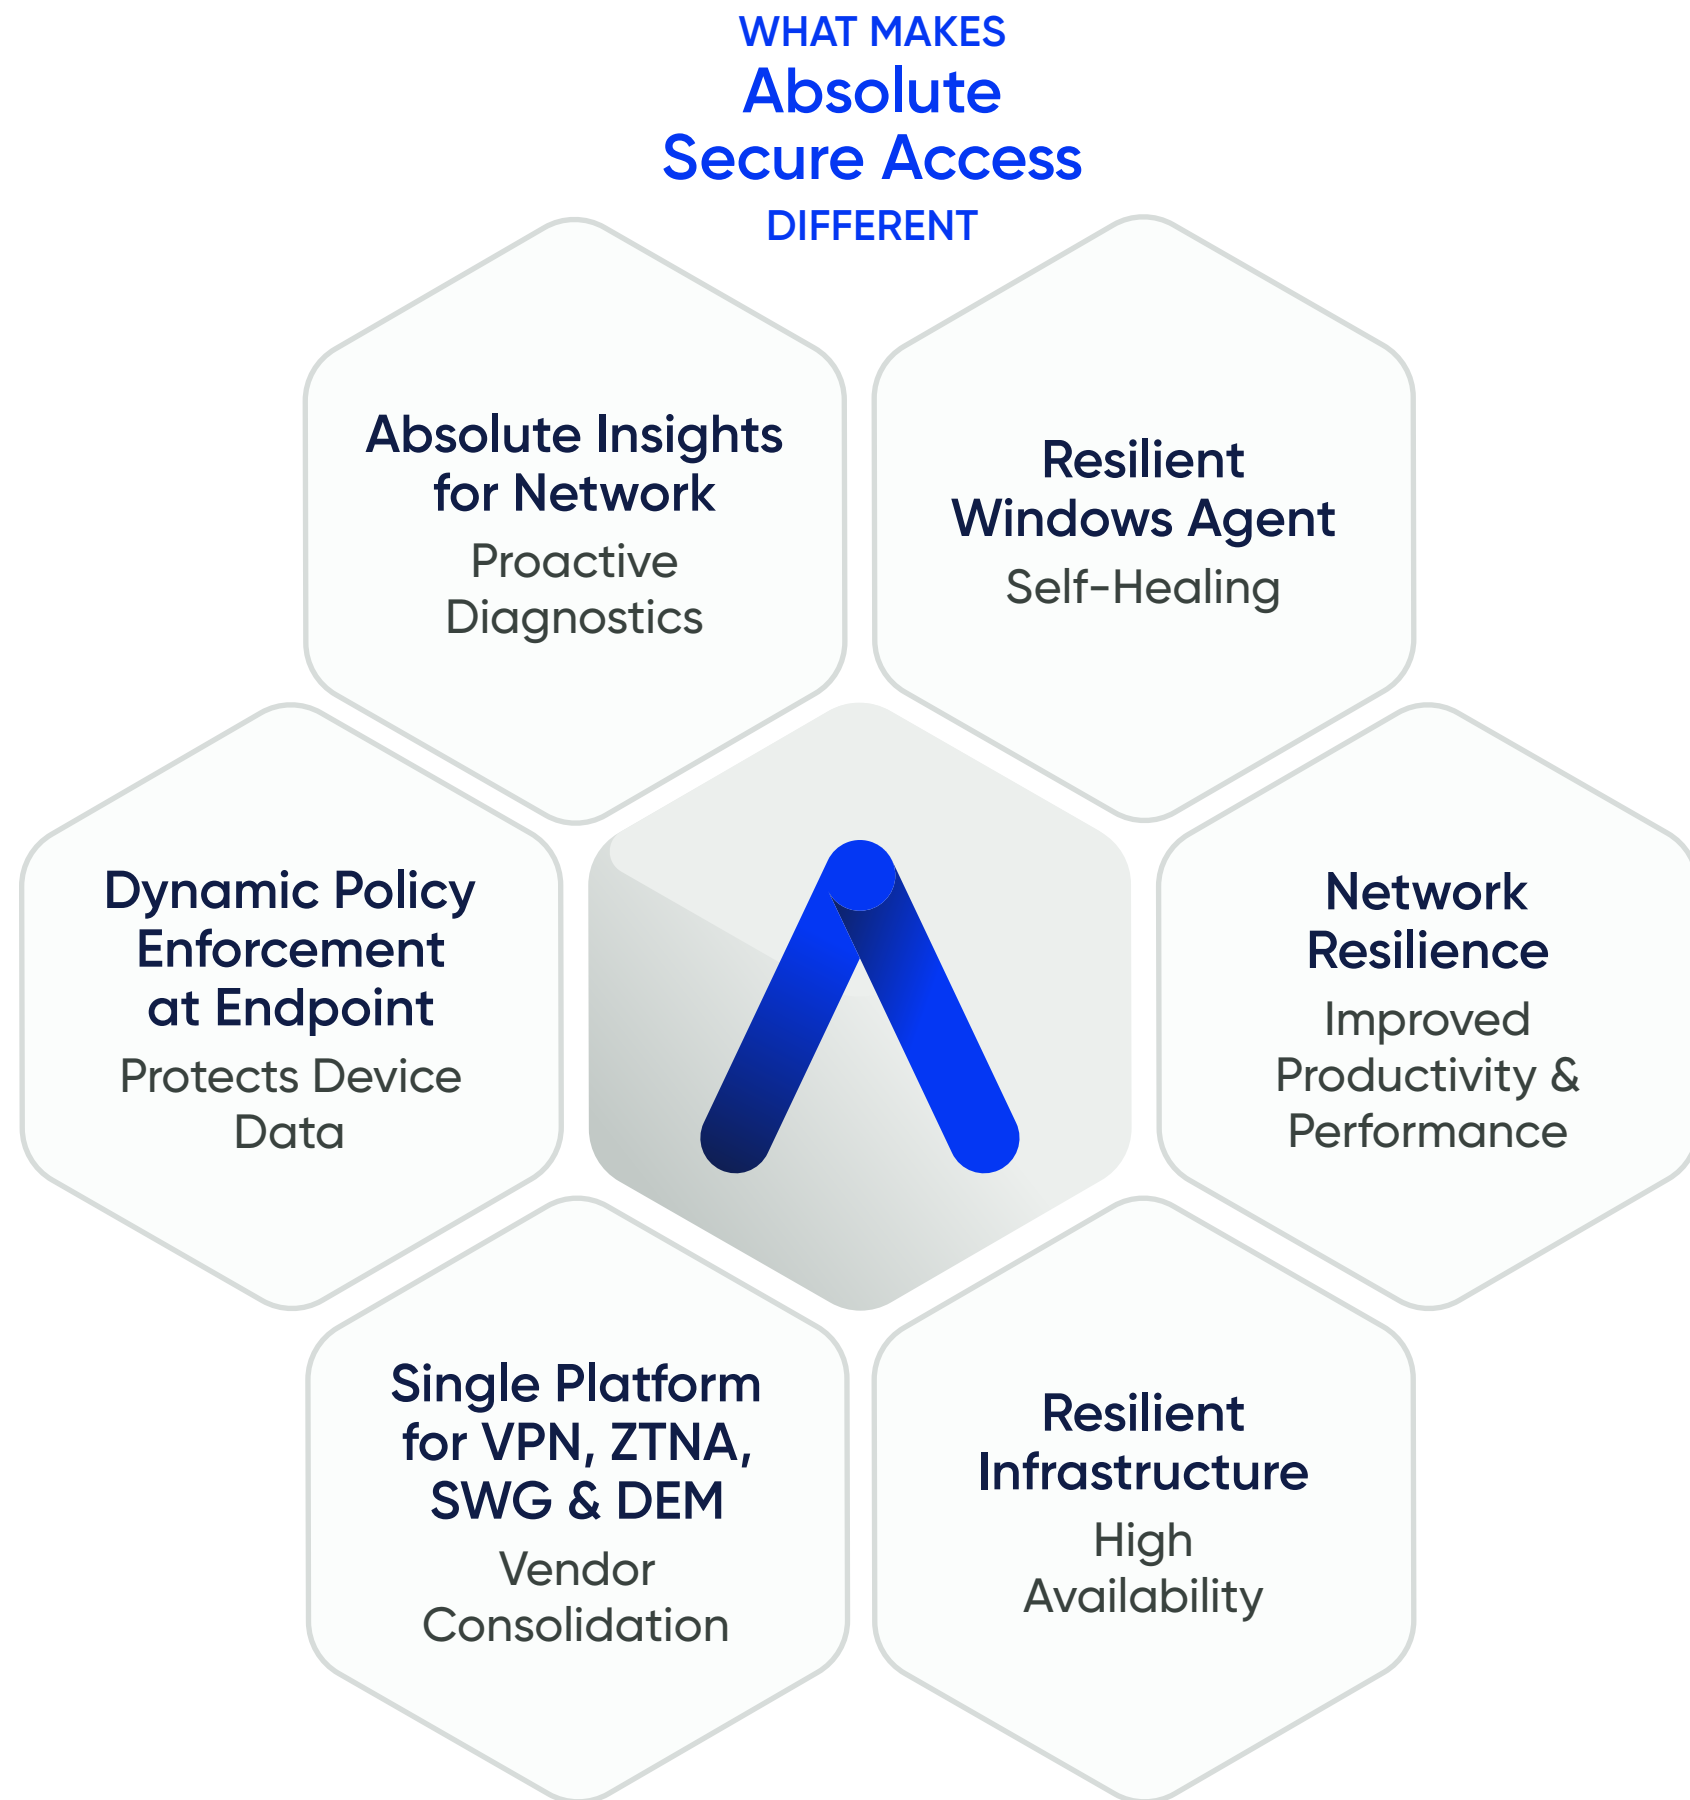 WHAT MAKES
Absolute
Secure Access
DIFFERENT
Absolute Insights
for Network
Proactive
Diagnostics
Resilient
Windows Agent
Self-Healing
Dynamic Policy
Enforcement
at Endpoint
Protects Device
Data
Network
Resilience
Improved
Productivity &
Performance
Single Platform
for VPN, ZTNA,
SWG & DEM
Vendor
Consolidation
Resilient
Infrastructure
High
Availability